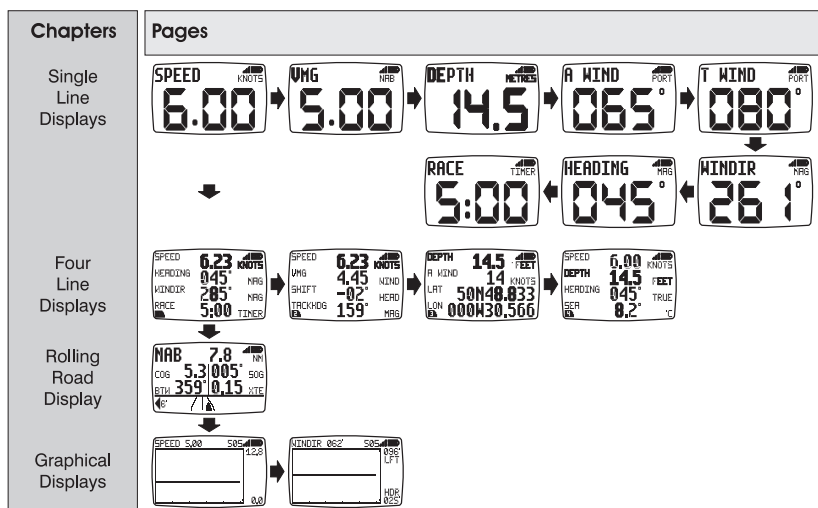 Chapters
Pages
Single
Line
Displays
SPEED KNOTS
6.00
VMG NAB
5.00
DEPTH METRES
14.5
A WIND PORT
065°
T WIND PORT
080°
RACE TIMER
5:00
HEADING MAG
045°
WINDIR MAG
261°
Four
Line
Displays
SPEED 6.23 KNOTS
HEADING 045° MAG
WINDIR 285° MAG
RACE 5:00 TIMER
SPEED 6.23 KNOTS
VMG 4.45 WIND
SHIFT -02° HEAD
TACKHDG 159° MAG
2
DEPTH 14.5 FEET
A WIND 14 KNOTS
LAT 50N48.833
LON 000W30.566
3
SPEED 6.00 KNOTS
DEPTH 14.5 FEET
HEADING 045° TRUE
SEA 8.2° °C
4
Rolling
Road
Display
NAB 7.8 NM
COG 5.3 005° SOG
BTW 359° 0.15 XTE
6'
Graphical
Displays
SPEED 5.00 50S
12.8
0.0
WINDIR 062' 50S
096'
LFT
HDR
025'